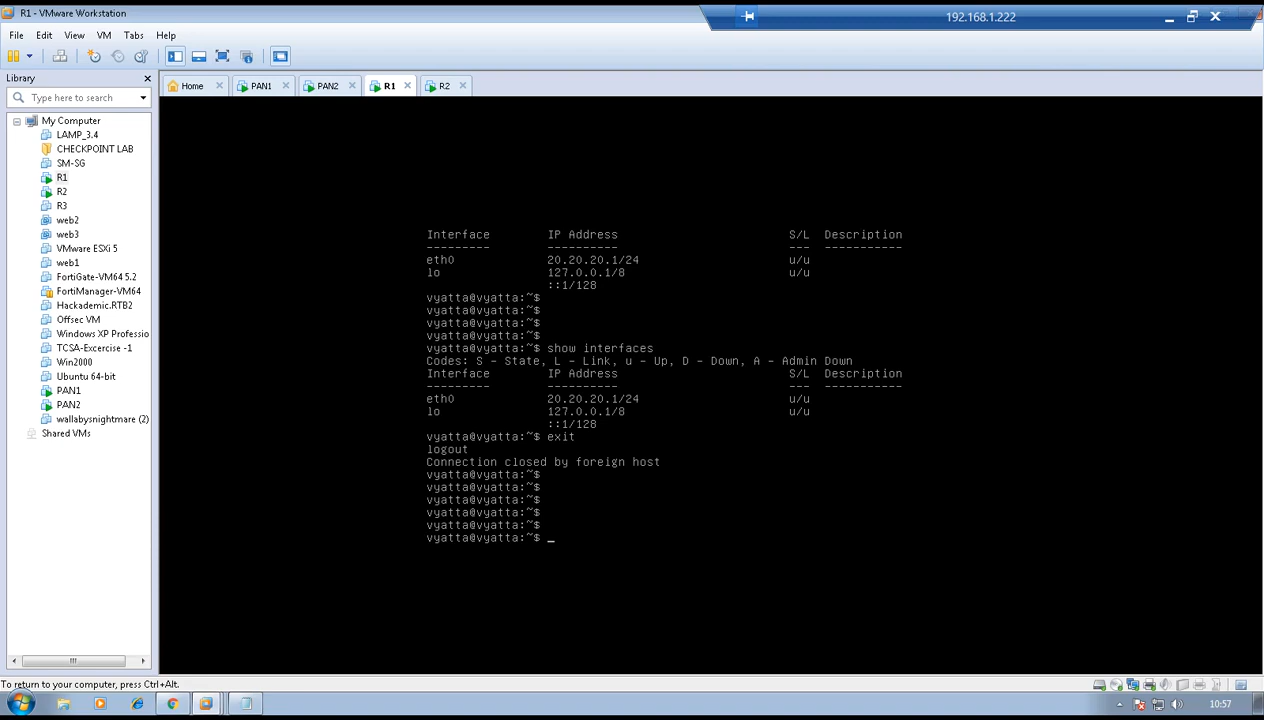 R1 - VMware Workstation
192.168.1.222
File Edit View VM Tabs Help
Library
Home PAN1 PAN2 R1 R2
Type here to search
My Computer
LAMP_3.4
CHECKPOINT LAB
SM-SG
R1
R2
R3
web2
web3
VMware ESXi 5
web1
FortiGate-VM64 5.2
FortiManager-VM64
Hackademic.RTB2
Offsec VM
Windows XP Professio
TCSA-Excercise -1
Win2000
Ubuntu 64-bit
PAN1
PAN2
wallabysnightmare (2)
Shared VMs
Interface IP Address S/L Description
--------- ---------- --- -----------
eth0 20.20.20.1/24 u/u
lo 127.0.0.1/8 u/u
::1/128
vyatta@vyatta:~$
vyatta@vyatta:~$
vyatta@vyatta:~$
vyatta@vyatta:~$
vyatta@vyatta:~$ show interfaces
Codes: S - State, L - Link, u - Up, D - Down, A - Admin Down
Interface IP Address S/L Description
--------- ---------- --- -----------
eth0 20.20.20.1/24 u/u
lo 127.0.0.1/8 u/u
::1/128
vyatta@vyatta:~$ exit
logout
Connection closed by foreign host
vyatta@vyatta:~$
vyatta@vyatta:~$
vyatta@vyatta:~$
vyatta@vyatta:~$
vyatta@vyatta:~$
vyatta@vyatta:~$ _
To return to your computer, press Ctrl+Alt.
10:57